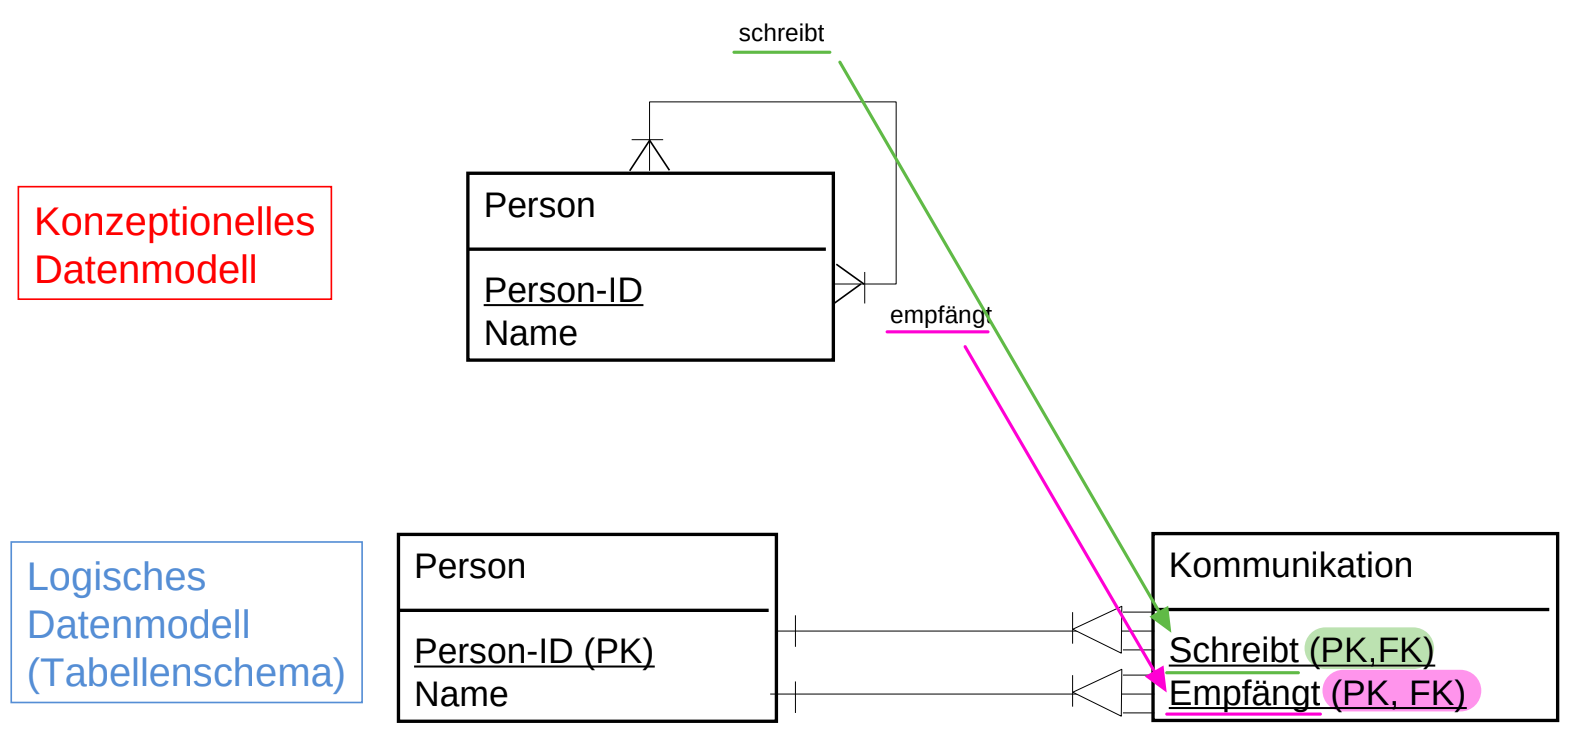 schreibt
Person
Konzeptionelles
Datenmodell
Person-ID
Name
empfängt
Logisches
Datenmodell
(Tabellenschema)
Person
Person-ID (PK)
Name
Kommunikation
Schreibt (PK,FK)
Empfängt (PK, FK)